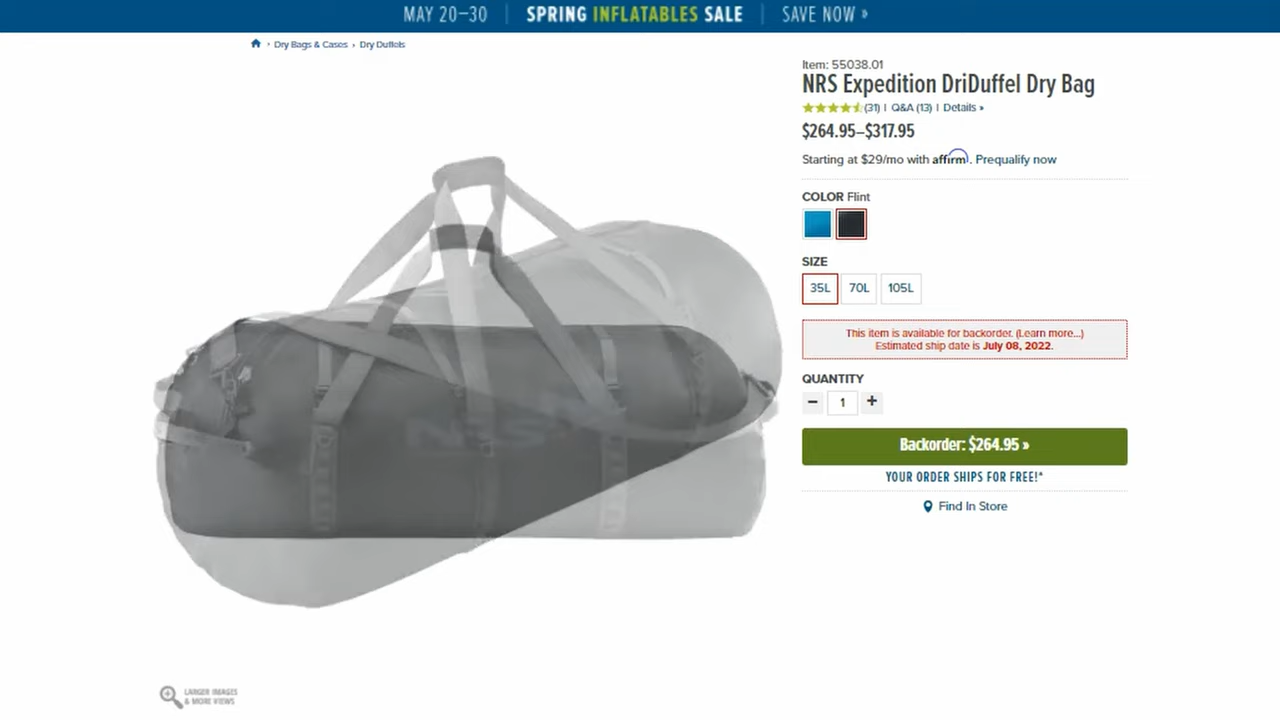 MAY 20–30 | SPRING INFLATABLES SALE | SAVE NOW »
› Dry Bags & Cases › Dry Duffels
Item: 55038.01
NRS Expedition DriDuffel Dry Bag
(31) | Q&A (13) | Details »
$264.95–$317.95
Starting at $29/mo with affirm. Prequalify now
COLOR Flint
SIZE
35L 70L 105L
This item is available for backorder. (Learn more...)
Estimated ship date is July 08, 2022.
QUANTITY
− 1 +
Backorder: $264.95 »
YOUR ORDER SHIPS FOR FREE!*
Find In Store
NRS
LARGER IMAGES
& MORE VIEWS